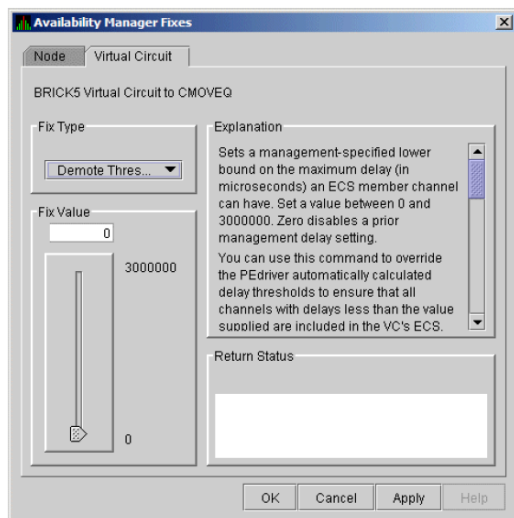 Availability Manager Fixes
Node
Virtual Circuit
BRICK5 Virtual Circuit to CMOVEQ
Fix Type
Demote Thres...
Fix Value
0
3000000
0
Explanation
Sets a management-specified lower
bound on the maximum delay (in
microseconds) an ECS member channel
can have. Set a value between 0 and
3000000. Zero disables a prior
management delay setting.
You can use this command to override
the PEdriver automatically calculated
delay thresholds to ensure that all
channels with delays less than the value
supplied are included in the VC's ECS.
Return Status
OK
Cancel
Apply
Help